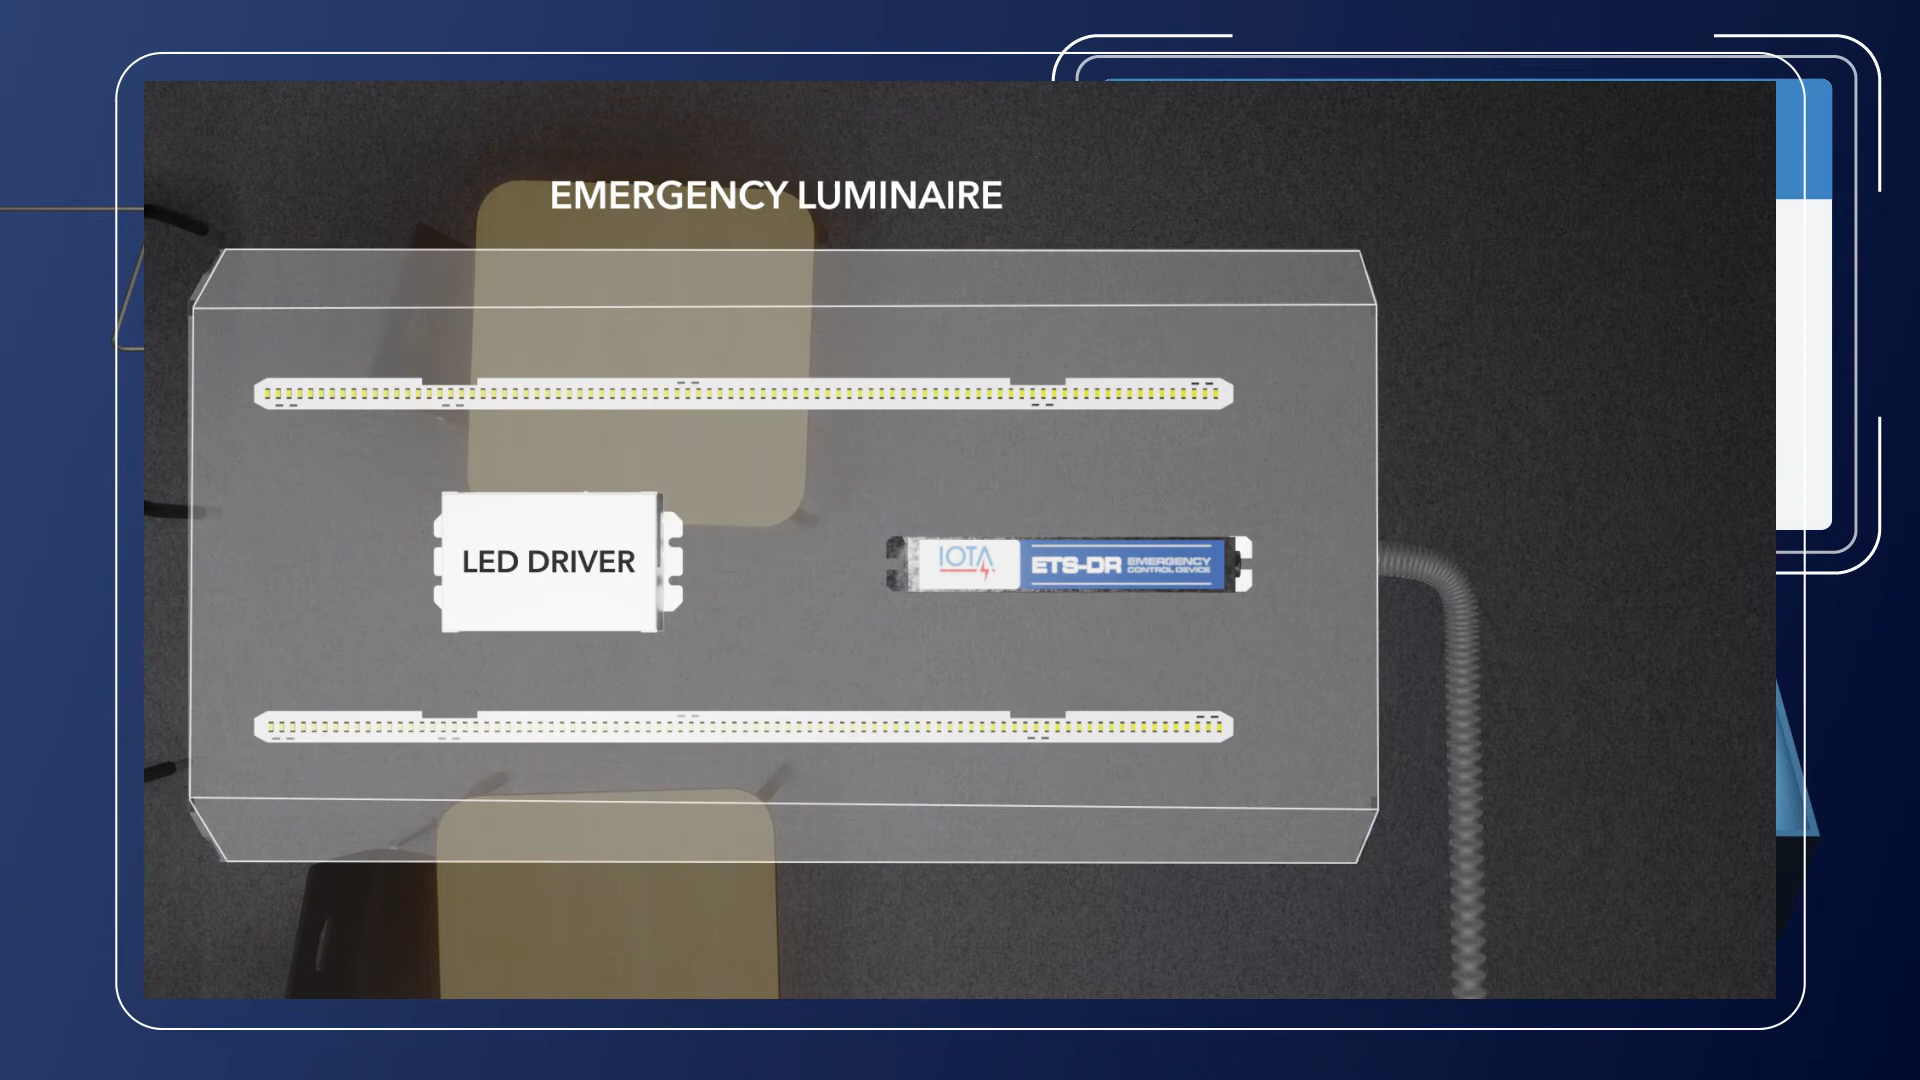 EMERGENCY LUMINAIRE
LED DRIVER
IOTA
ETS-DR
EMERGENCY
CONTROL DEVICE